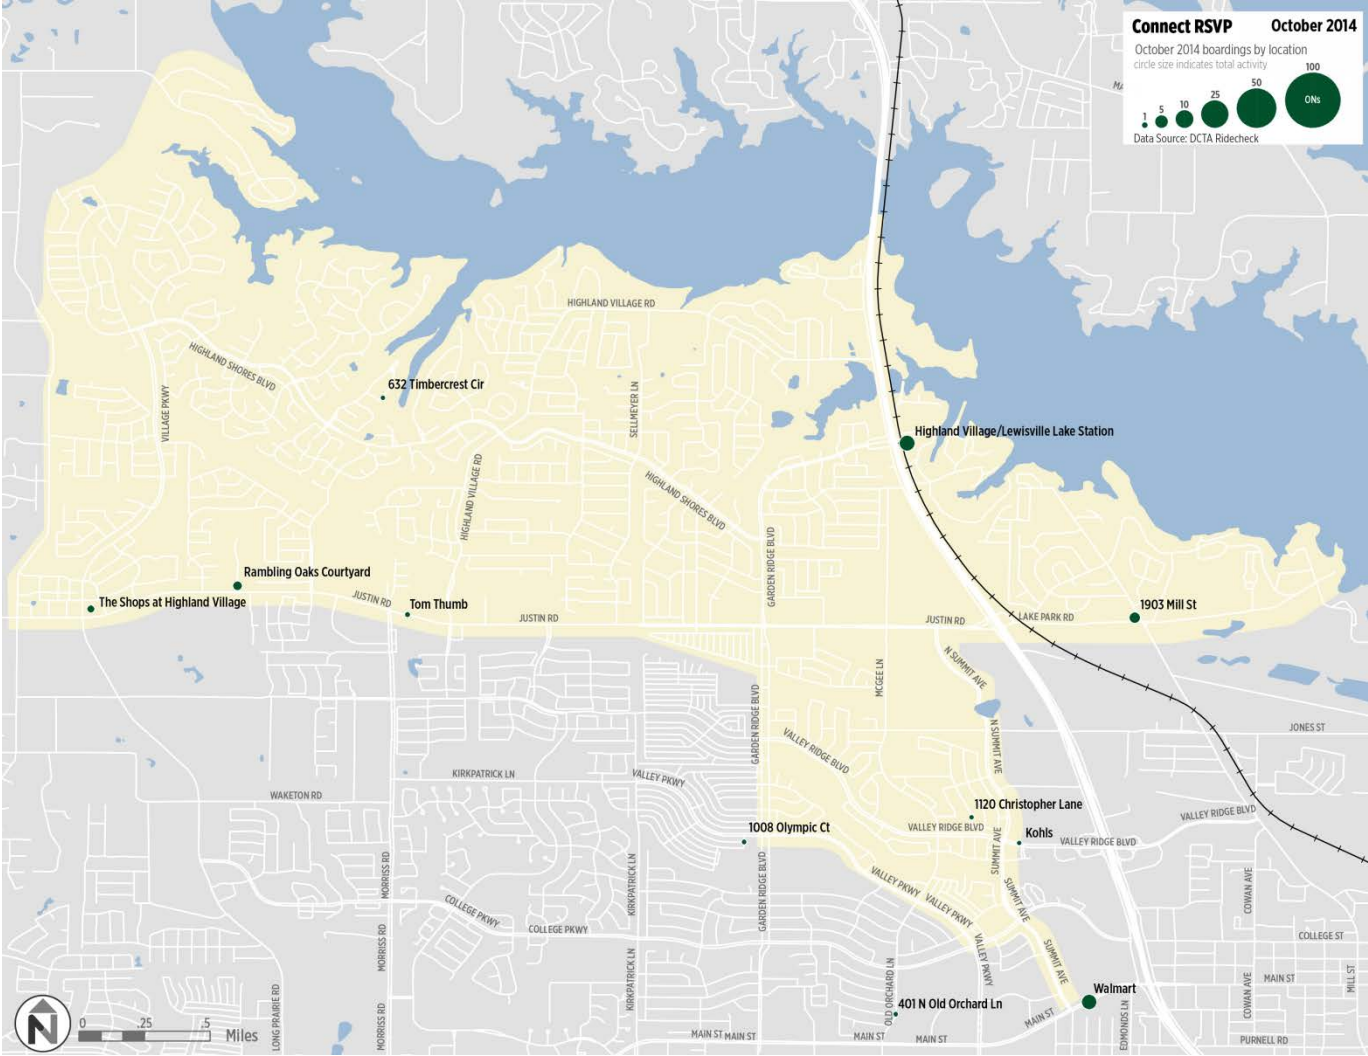 Connect RSVP October 2014
October 2014 boardings by location
circle size indicates total activity
1 5 10 25 50 100
ONs
Data Source: DCTA Ridecheck
HIGHLAND VILLAGE RD
HIGHLAND SHORES BLVD
632 Timbercrest Cir
VILLAGE PKWY
SELLMEYER LN
Highland Village/Lewisville Lake Station
HIGHLAND VILLAGE RD
HIGHLAND SHORES BLVD
GARDEN RIDGE BLVD
Rambling Oaks Courtyard
The Shops at Highland Village
JUSTIN RD
Tom Thumb
JUSTIN RD
JUSTIN RD
LAKE PARK RD
1903 Mill St
N SUMMIT AVE
MCGEE LN
GARDEN RIDGE BLVD
N SUMMIT AVE
JONES ST
VALLEY RIDGE BLVD
KIRKPATRICK LN
VALLEY PKWY
WAKETON RD
1120 Christopher Lane
VALLEY RIDGE BLVD
1008 Olympic Ct
VALLEY RIDGE BLVD
Kohls
VALLEY RIDGE BLVD
SUMMIT AVE
MORRISS RD
KIRKPATRICK LN
GARDEN RIDGE BLVD
VALLEY PKWY
VALLEY PKWY
SUMMIT AVE
COWAN AVE
COLLEGE PKWY
COLLEGE PKWY
COLLEGE ST
MORRISS RD
VALLEY PKWY
SUMMIT AVE
KIRKPATRICK LN
OLD ORCHARD LN
MAIN ST
MILL ST
COWAN AVE
Walmart
401 N Old Orchard Ln
LONG PRAIRIE RD
MORRISS RD
MAIN ST
EDMONDS LN
N
0 .25 .5
Miles
MAIN ST MAIN ST
MAIN ST
MAIN ST
PURNELL RD